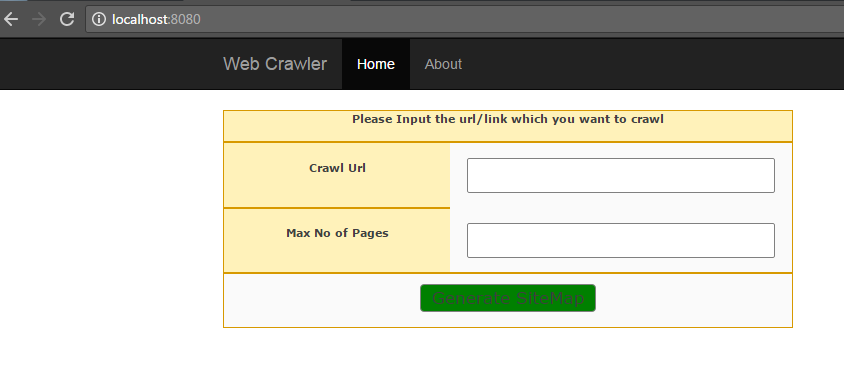 localhost:8080
Web Crawler Home About
Please Input the url/link which you want to crawl
Crawl Url
Max No of Pages
Generate SiteMap